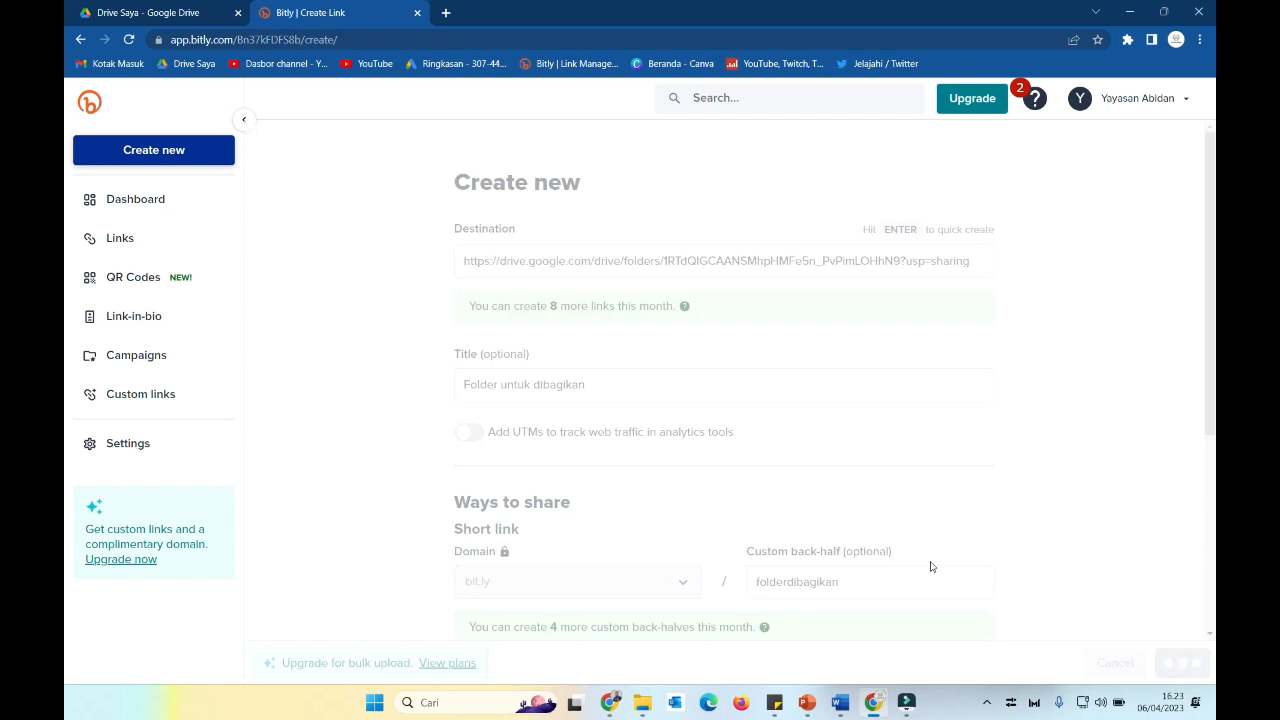 Drive Saya - Google Drive
Bitly | Create Link
app.bitly.com/Bn37kFDFS8b/create/
Kotak Masuk
Drive Saya
Dasbor channel - Y...
YouTube
Ringkasan - 307-44...
Bitly | Link Manage...
Beranda - Canva
YouTube, Twitch, T...
Jelajahi / Twitter
Search...
Upgrade
2
?
Y
Yayasan Abidan
Create new
Dashboard
Links
QR Codes NEW!
Link-in-bio
Campaigns
Custom links
Settings
Get custom links and a
complimentary domain.
Upgrade now
Create new
Destination
Hit ENTER to quick create
https://drive.google.com/drive/folders/1RTdQIGCAANSMhpHMFe5n_PvPimLOHhN9?usp=sharing
You can create 8 more links this month.
Title (optional)
Folder untuk dibagikan
Add UTMs to track web traffic in analytics tools
Ways to share
Short link
Domain
Custom back-half (optional)
bit.ly
/
folderdibagikan
You can create 4 more custom back-halves this month.
Upgrade for bulk upload. View plans
Cancel
Cari
16.23
06/04/2023